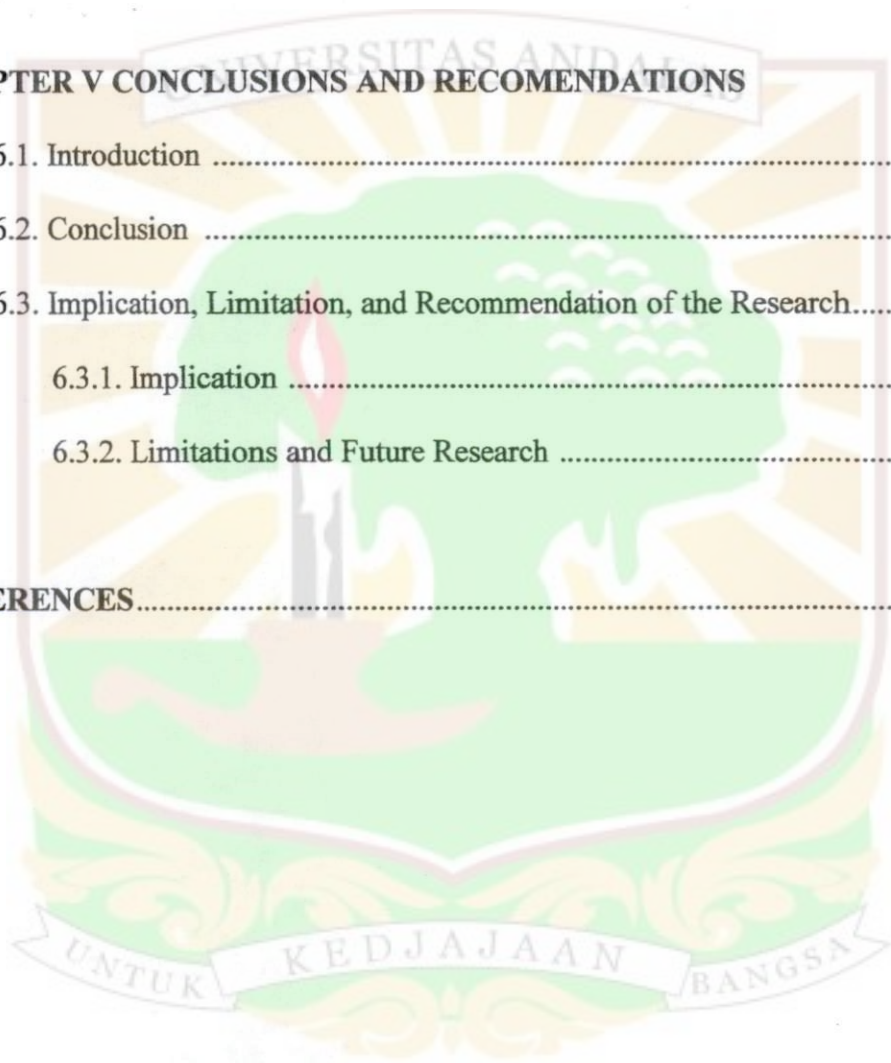 UNIVERSITAS ANDALAS
PTER V CONCLUSIONS AND RECOMENDATIONS
6.1. Introduction ........................................................................
6.2. Conclusion ........................................................................
6.3. Implication, Limitation, and Recommendation of the Research.....
6.3.1. Implication ........................................................................
6.3.2. Limitations and Future Research ....................................
ERENCES........................................................................
UNTUK KEDJAJAAN BANGSA